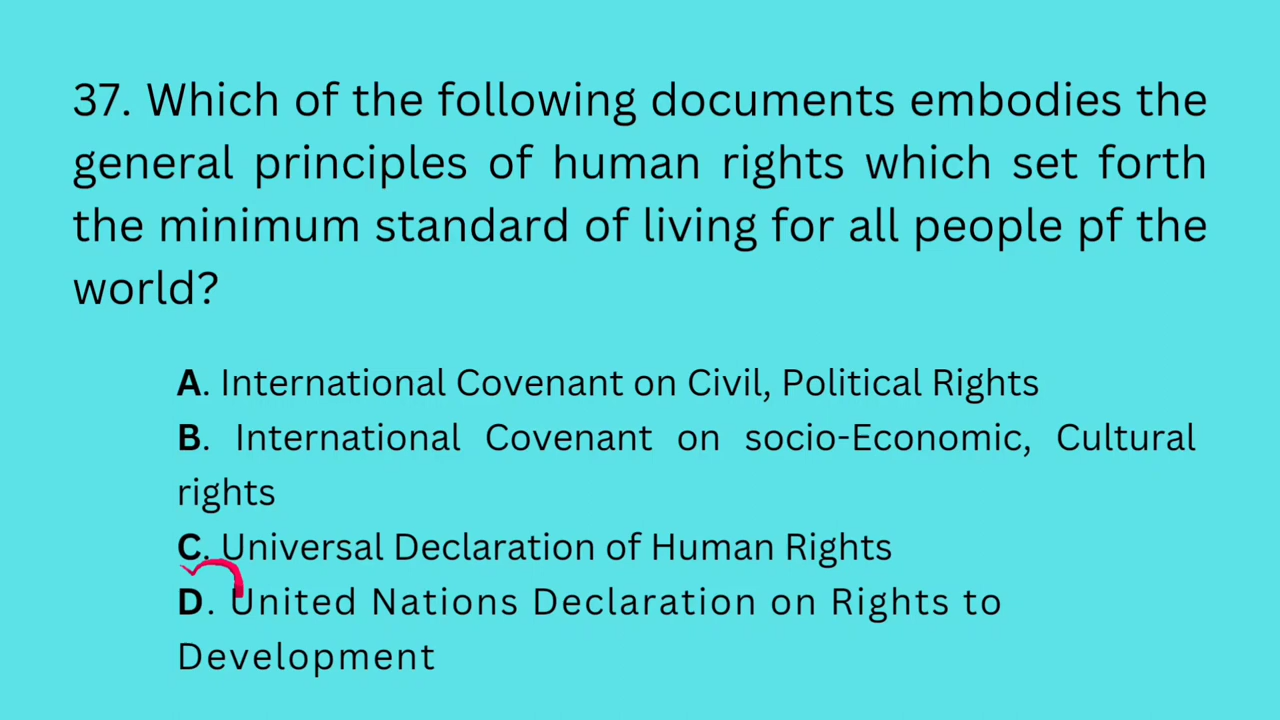 37. Which of the following documents embodies the
general principles of human rights which set forth
the minimum standard of living for all people pf the
world?
A. International Covenant on Civil, Political Rights
B. International Covenant on socio-Economic, Cultural
rights
C. Universal Declaration of Human Rights
D. United Nations Declaration on Rights to
Development